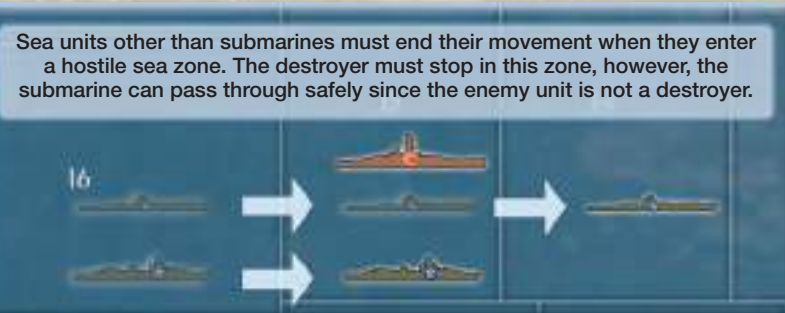 Sea units other than submarines must end their movement when they enter
a hostile sea zone. The destroyer must stop in this zone, however, the
submarine can pass through safely since the enemy unit is not a destroyer.
16